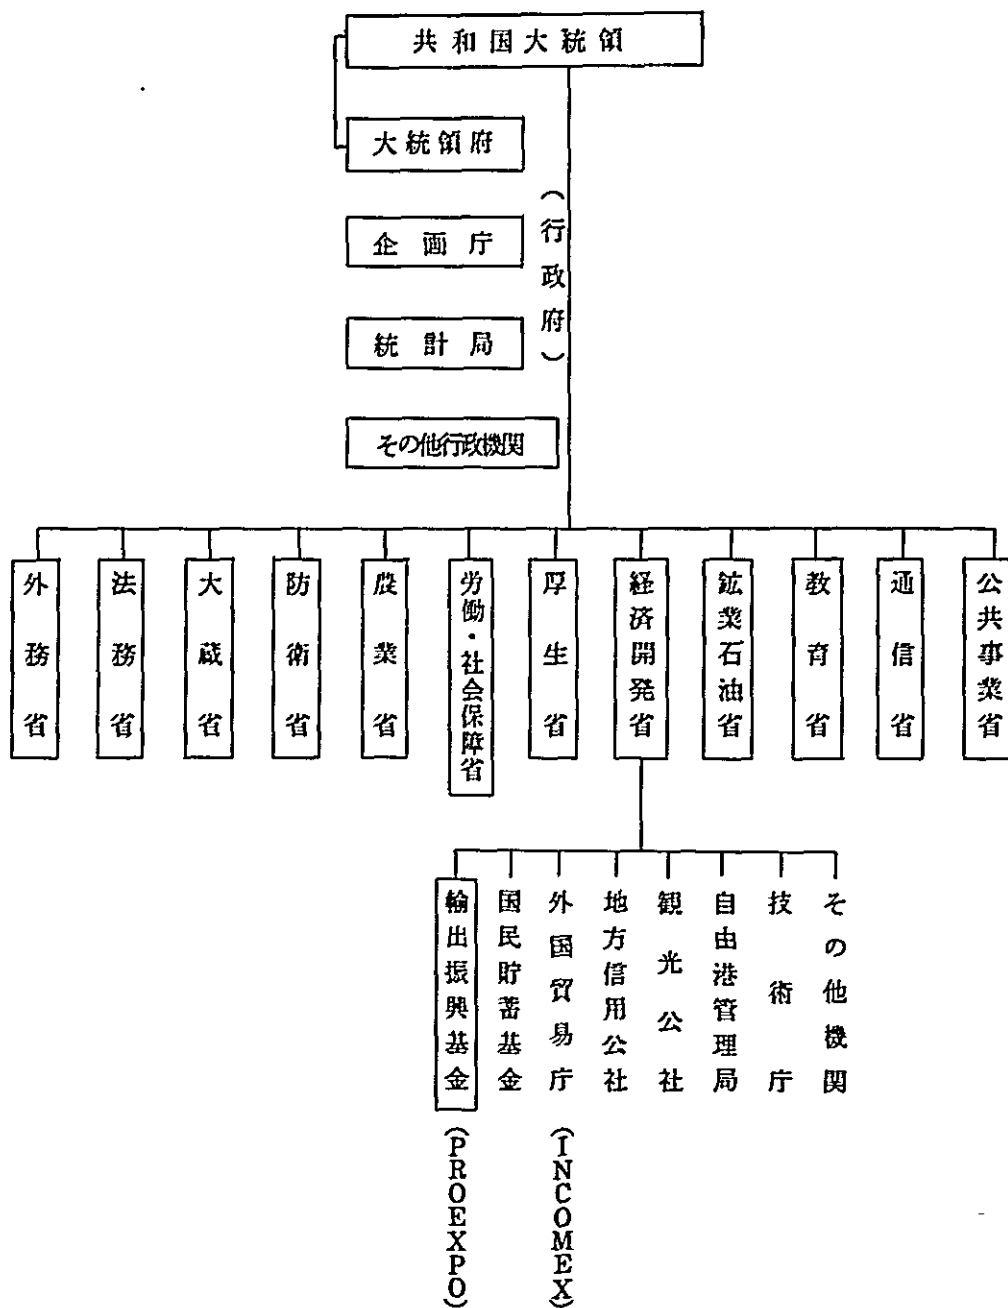 共和国大統領
大統領府
企画庁
統計局
その他行政機関
（行政府）
外務省
法務省
大蔵省
防衛省
農業省
労働・社会保障省
厚生省
経済開発省
鉱業石油省
教育省
通信省
公共事業省
輸出振興基金(PROEXPO)
国民貯蓄基金
外国貿易庁(INCOMEX)
地方信用公社
観光公社
自由港管理局
技術庁
その他機関